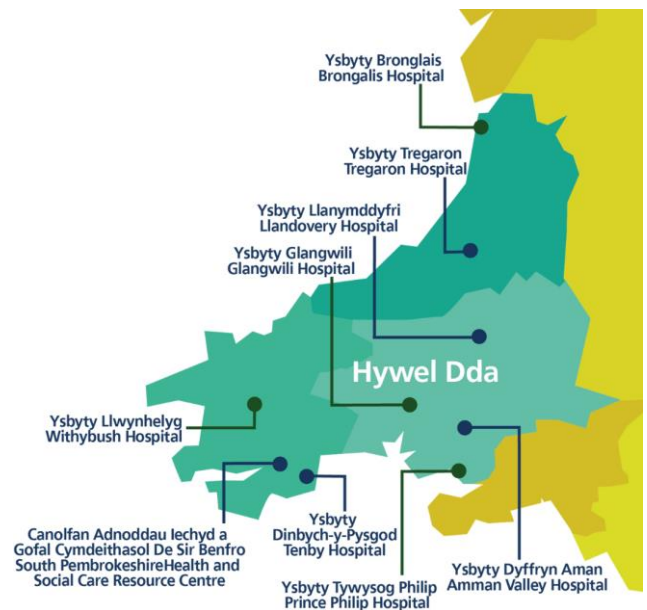 Ysbyty Bronglais
Brongalis Hospital
Ysbyty Tregaron
Tregaron Hospital
Ysbyty Llanymddyfri
Llandovery Hospital
Ysbyty Glangwili
Glangwili Hospital
Hywel Dda
Ysbyty Llwynhelyg
Withybush Hospital
Canolfan Adnoddau Iechyd a
Gofal Cymdeithasol De Sir Benfro
South PembrokeshireHealth and
Social Care Resource Centre
Ysbyty
Dinbych-y-Pysgod
Tenby Hospital
Ysbyty Tywysog Philip
Prince Philip Hospital
Ysbyty Dyffryn Aman
Amman Valley Hospital